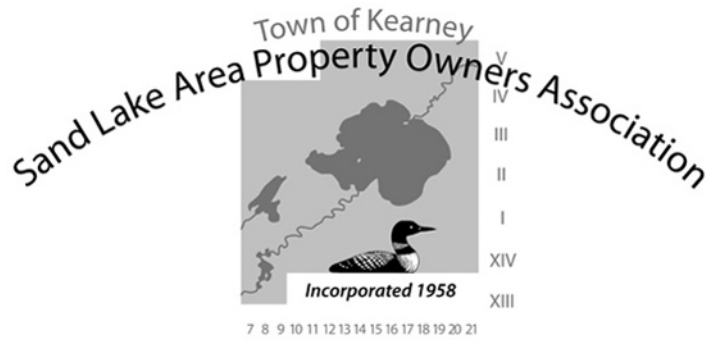 Town of Kearney
Sand Lake Area Property Owners Association
V
IV
III
II
I
XIV
XIII
Incorporated 1958
7 8 9 10 11 12 13 14 15 16 17 18 19 20 21